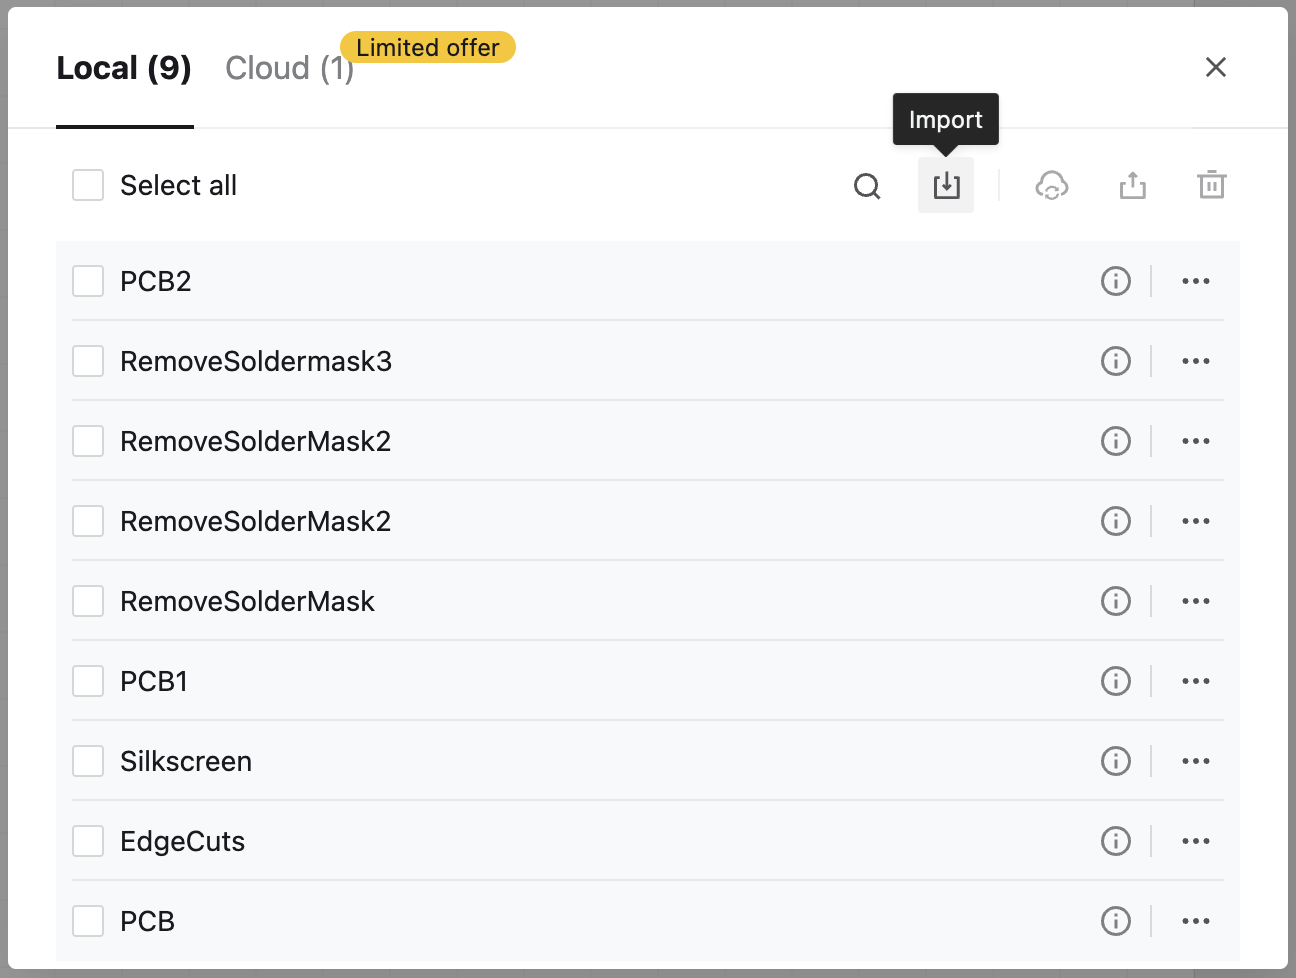 Local (9)
Cloud (1)
Limited offer
Import
Select all
PCB2
RemoveSoldermask3
RemoveSolderMask2
RemoveSolderMask2
RemoveSolderMask
PCB1
Silkscreen
EdgeCuts
PCB